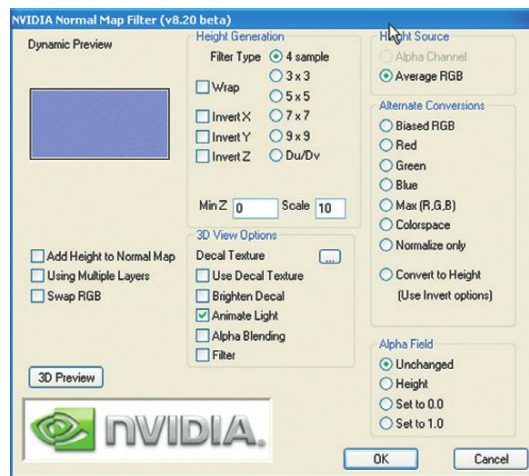 NVIDIA Normal Map Filter (v8.20 beta)
Dynamic Preview
Add Height to Normal Map
Using Multiple Layers
Swap RGB
3D Preview
nVIDIA.
Height Generation
Filter Type
4 sample
3 x 3
5 x 5
7 x 7
9 x 9
Du/Dv
Wrap
Invert X
Invert Y
Invert Z
Min Z 0 Scale 10
3D View Options
Decal Texture ...
Use Decal Texture
Brighten Decal
Animate Light
Alpha Blending
Filter
Height Source
Alpha Channel
Average RGB
Alternate Conversions
Biased RGB
Red
Green
Blue
Max (R,G,B)
Colorspace
Normalize only
Convert to Height
(Use Invert options)
Alpha Field
Unchanged
Height
Set to 0.0
Set to 1.0
OK Cancel